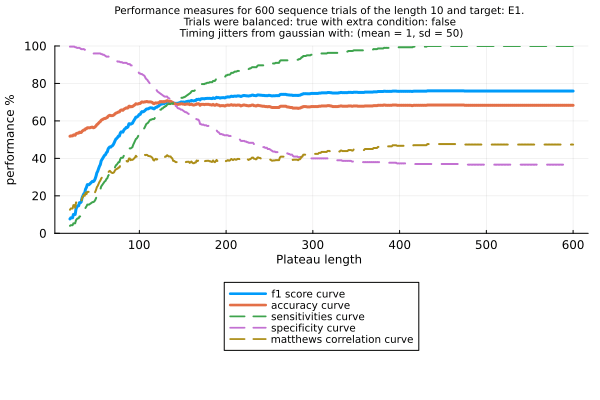 Performance measures for 600 sequence trials of the length 10 and target: E1.
Trials were balanced: true with extra condition: false
Timing jitters from gaussian with: (mean = 1, sd = 50)
100
80
60
40
20
0
performance %
100 200 300 400 500 600
Plateau length
f1 score curve
accuracy curve
sensitivities curve
specificity curve
matthews correlation curve